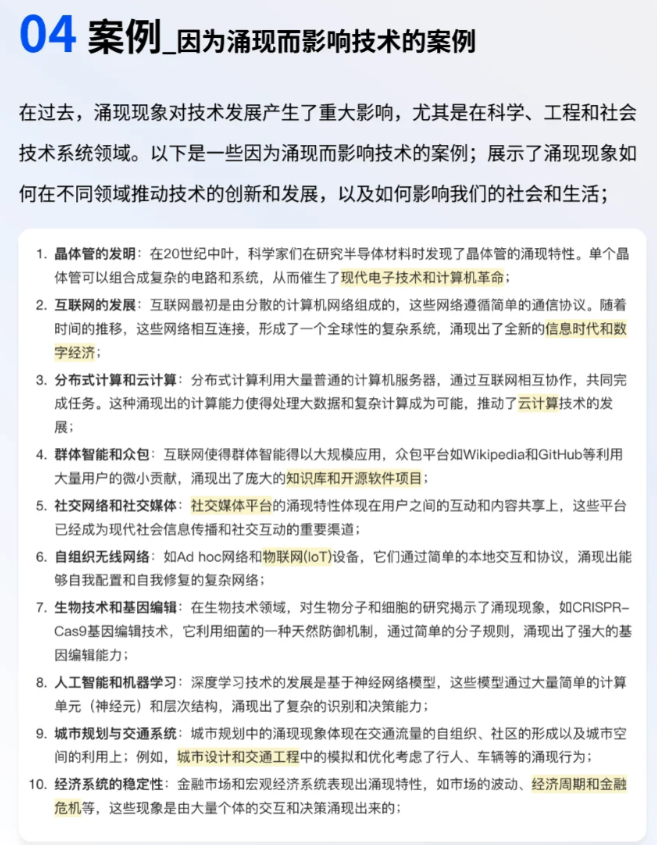 04 案例_因为涌现而影响技术的案例
在过去，涌现现象对技术发展产生了重大影响，尤其是在科学、工程和社会
技术系统领域。以下是一些因为涌现而影响技术的案例；展示了涌现现象如
何在不同领域推动技术的创新和发展，以及如何影响我们的社会和生活；
1. 晶体管的发明：在20世纪中叶，科学家们在研究半导体材料时发现了晶体管的涌现特性。单个晶
体管可以组合成复杂的电路和系统，从而催生了现代电子技术和计算机革命；
2. 互联网的发展：互联网最初是由分散的计算机网络组成的，这些网络遵循简单的通信协议。随着
时间的推移，这些网络相互连接，形成了一个全球性的复杂系统，涌现出了全新的信息时代和数
字经济；
3. 分布式计算和云计算：分布式计算利用大量普通的计算机服务器，通过互联网相互协作，共同完
成任务。这种涌现出的计算能力使得处理大数据和复杂计算成为可能，推动了云计算技术的发
展；
4. 群体智能和众包：互联网使得群体智能得以大规模应用，众包平台如Wikipedia和GitHub等利用
大量用户的微小贡献，涌现出了庞大的知识库和开源软件项目；
5. 社交网络和社交媒体：社交媒体平台的涌现特性体现在用户之间的互动和内容共享上，这些平台
已经成为现代社会信息传播和社交互动的重要渠道；
6. 自组织无线网络：如Ad hoc网络和物联网(IoT)设备，它们通过简单的本地交互和协议，涌现出能
够自我配置和自我修复的复杂网络；
7. 生物技术和基因编辑：在生物技术领域，对生物分子和细胞的研究揭示了涌现现象，如CRISPR-
Cas9基因编辑技术，它利用细菌的一种天然防御机制，通过简单的分子规则，涌现出了强大的基
因编辑能力；
8. 人工智能和机器学习：深度学习技术的发展是基于神经网络模型，这些模型通过大量简单的计算
单元（神经元）和层次结构，涌现出了复杂的识别和决策能力；
9. 城市规划与交通系统：城市规划中的涌现现象体现在交通流量的自组织、社区的形成以及城市空
间的利用上；例如，城市设计和交通工程中的模拟和优化考虑了行人、车辆等的涌现行为；
10. 经济系统的稳定性：金融市场和宏观经济系统表现出涌现特性，如市场的波动、经济周期和金融
危机等，这些现象是由大量个体的交互和决策涌现出来的；